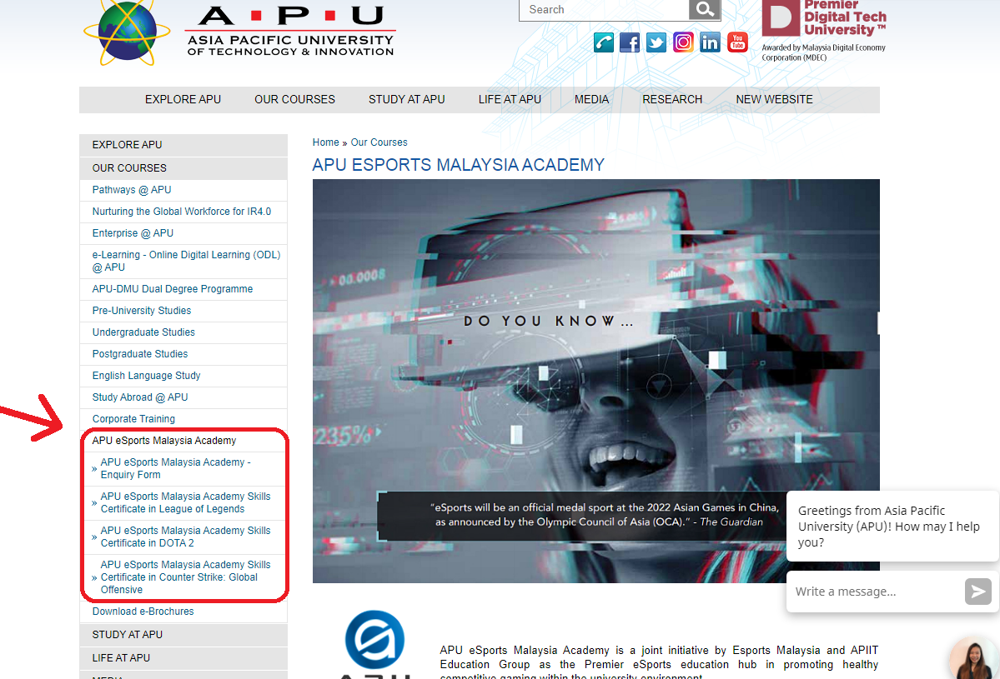 A·P·U
ASIA PACIFIC UNIVERSITY
OF TECHNOLOGY & INNOVATION
Search
You
Tube
D
Premier
Digital Tech
University™
Awarded by Malaysia Digital Economy
Corporation (MDEC)
EXPLORE APU OUR COURSES STUDY AT APU LIFE AT APU MEDIA RESEARCH NEW WEBSITE
EXPLORE APU
OUR COURSES
Pathways @ APU
Nurturing the Global Workforce for IR4.0
Enterprise @ APU
e-Learning - Online Digital Learning (ODL)
@ APU
APU-DMU Dual Degree Programme
Pre-University Studies
Undergraduate Studies
Postgraduate Studies
English Language Study
Study Abroad @ APU
Corporate Training
APU eSports Malaysia Academy
» APU eSports Malaysia Academy -
Enquiry Form
» APU eSports Malaysia Academy Skills
Certificate in League of Legends
» APU eSports Malaysia Academy Skills
Certificate in DOTA 2
» APU eSports Malaysia Academy Skills
Certificate in Counter Strike: Global
Offensive
Download e-Brochures
STUDY AT APU
LIFE AT APU
MEDIA
Home » Our Courses
APU ESPORTS MALAYSIA ACADEMY
00.0008
DO YOU KNOW...
235%
"eSports will be an official medal sport at the 2022 Asian Games in China,
as announced by the Olympic Council of Asia (OCA)." - The Guardian
APU
APU eSports Malaysia Academy is a joint initiative by Esports Malaysia and APIIT
Education Group as the Premier eSports education hub in promoting healthy
competitive gaming within the university environment.
Greetings from Asia Pacific
University (APU)! How may I help
you?
Write a message...